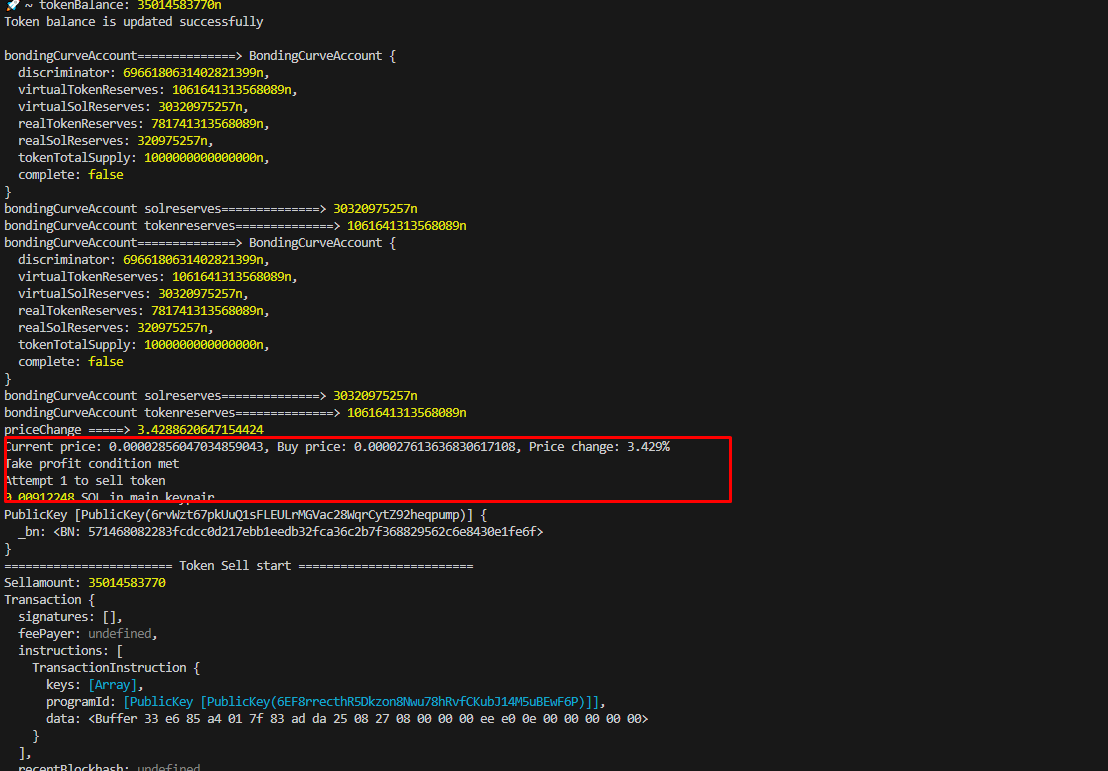 🚀 ~ tokenBalance: 35014583770n
Token balance is updated successfully
bondingCurveAccount==============> BondingCurveAccount {
discriminator: 6966180631402821399n,
virtualTokenReserves: 1061641313568089n,
virtualSolReserves: 30320975257n,
realTokenReserves: 781741313568089n,
realSolReserves: 320975257n,
tokenTotalSupply: 1000000000000000n,
complete: false
}
bondingCurveAccount solreserves==============> 30320975257n
bondingCurveAccount tokenreserves==============> 1061641313568089n
bondingCurveAccount==============> BondingCurveAccount {
discriminator: 6966180631402821399n,
virtualTokenReserves: 1061641313568089n,
virtualSolReserves: 30320975257n,
realTokenReserves: 781741313568089n,
realSolReserves: 320975257n,
tokenTotalSupply: 1000000000000000n,
complete: false
}
bondingCurveAccount solreserves==============> 30320975257n
bondingCurveAccount tokenreserves==============> 1061641313568089n
priceChange =====> 3.4288620647154424
Current price: 0.00002856047034859043, Buy price: 0.000027613636830617108, Price change: 3.429%
Take profit condition met
Attempt 1 to sell token
0.00912248 SOL in main keypair
PublicKey [PublicKey(6rvWzt67pkUuQ1sFLEULrMGVac28WqrCytZ92heqpump)] {
_bn: <BN: 571468082283fcdcc0d217ebb1eedb32fca36c2b7f368829562c6e8430e1fe6f>
}
======================== Token Sell start =========================
Sellamount: 35014583770
Transaction {
signatures: [],
feePayer: undefined,
instructions: [
TransactionInstruction {
keys: [Array],
programId: [PublicKey [PublicKey(6EF8rrecthR5Dkzon8Nwu78hRvfCKubJ14M5uBEwF6P)]],
data: <Buffer 33 e6 85 a4 01 7f 83 ad da 25 08 27 08 00 00 00 ee e0 0e 00 00 00 00 00>
}
],
recentBlockhash: undefined